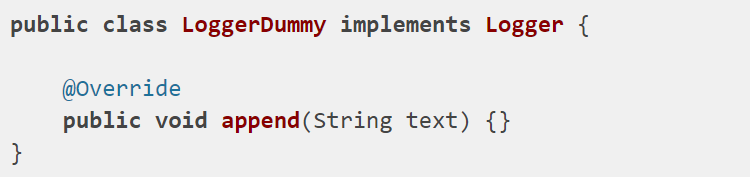 public class LoggerDummy implements Logger {
@Override
public void append(String text) {}
}